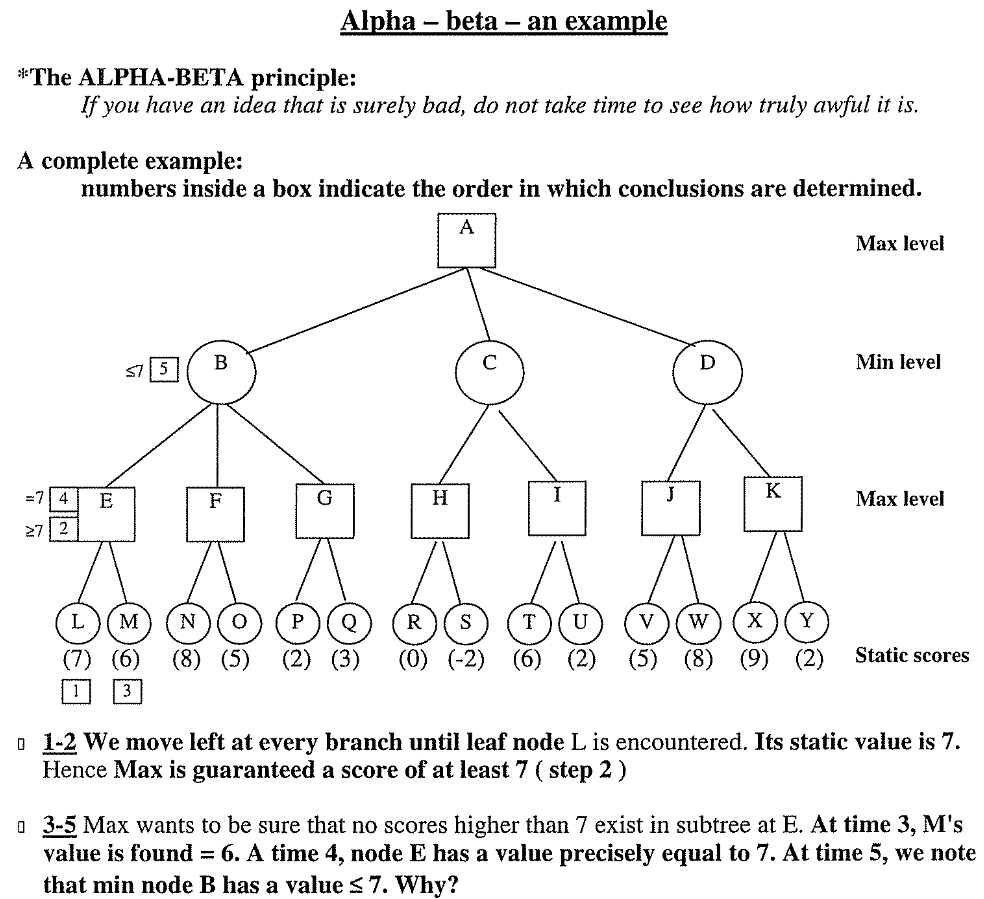 Alpha – beta – an example
*The ALPHA-BETA principle:
If you have an idea that is surely bad, do not take time to see how truly awful it is.
A complete example:
numbers inside a box indicate the order in which conclusions are determined.
A
Max level
≤7 5 B C D Min level
=7 4 E F G H I J K Max level
≥7 2
L M N O P Q R S T U V W X Y
(7) (6) (8) (5) (2) (3) (0) (-2) (6) (2) (5) (8) (9) (2) Static scores
1 3
1-2 We move left at every branch until leaf node L is encountered. Its static value is 7.
Hence Max is guaranteed a score of at least 7 ( step 2 )
3-5 Max wants to be sure that no scores higher than 7 exist in subtree at E. At time 3, M's
value is found = 6. A time 4, node E has a value precisely equal to 7. At time 5, we note
that min node B has a value ≤ 7. Why?